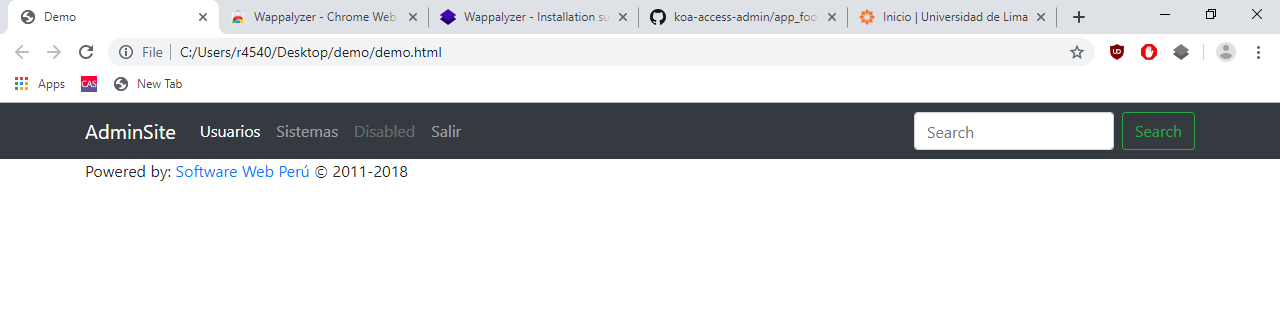 Demo Wappalyzer - Chrome Web Wappalyzer - Installation su koa-access-admin/app_foo Inicio | Universidad de Lima
File C:/Users/r4540/Desktop/demo/demo.html
Apps CAS New Tab
AdminSite Usuarios Sistemas Disabled Salir Search Search
Powered by: Software Web Perú © 2011-2018